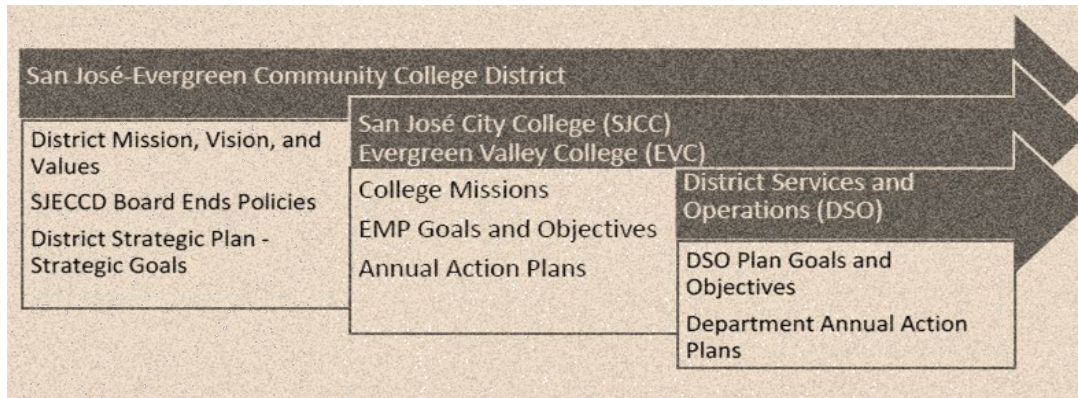 San José-Evergreen Community College District
District Mission, Vision, and
Values
SJECCD Board Ends Policies
District Strategic Plan -
Strategic Goals
San José City College (SJCC)
Evergreen Valley College (EVC)
College Missions
EMP Goals and Objectives
Annual Action Plans
District Services and
Operations (DSO)
DSO Plan Goals and
Objectives
Department Annual Action
Plans